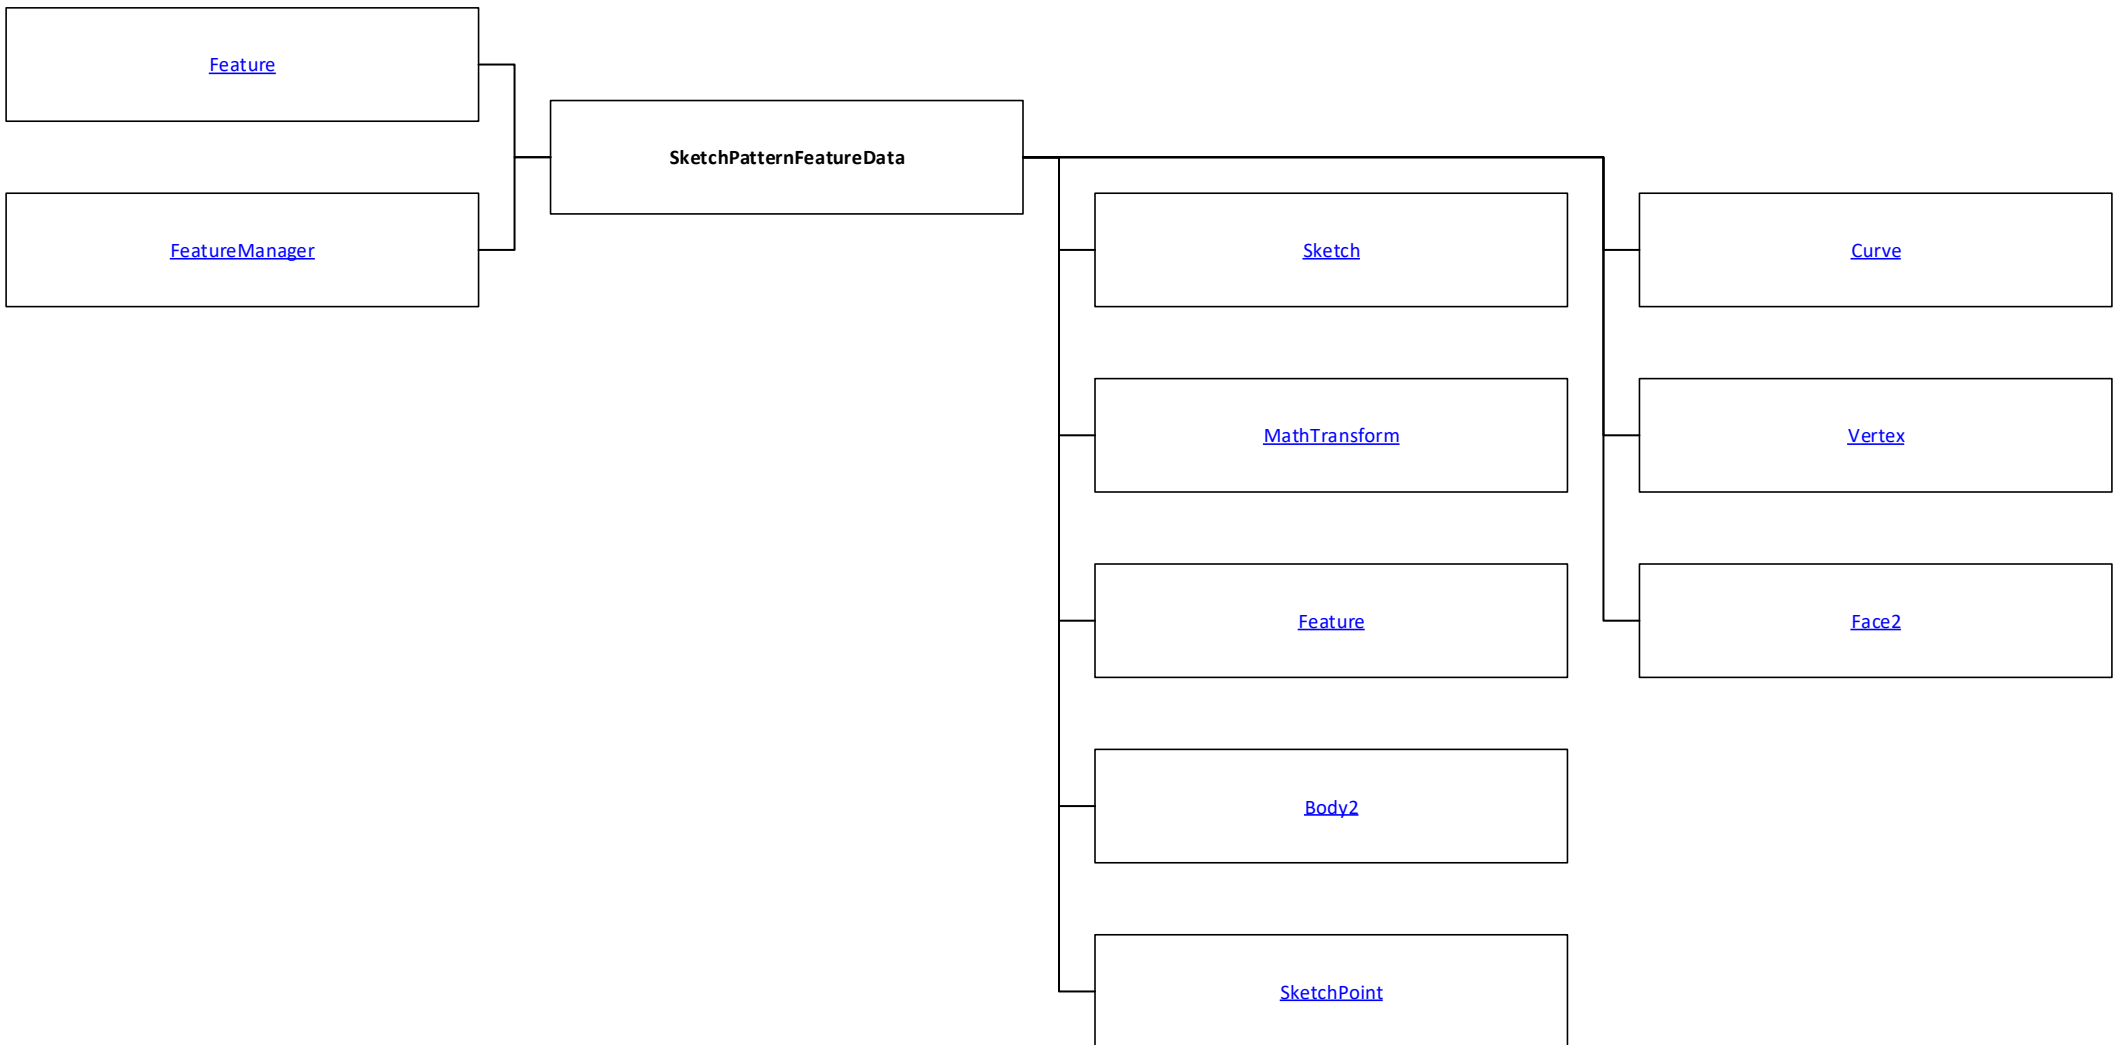 Feature
SketchPatternFeatureData
FeatureManager
Sketch
Curve
MathTransform
Vertex
Feature
Face2
Body2
SketchPoint